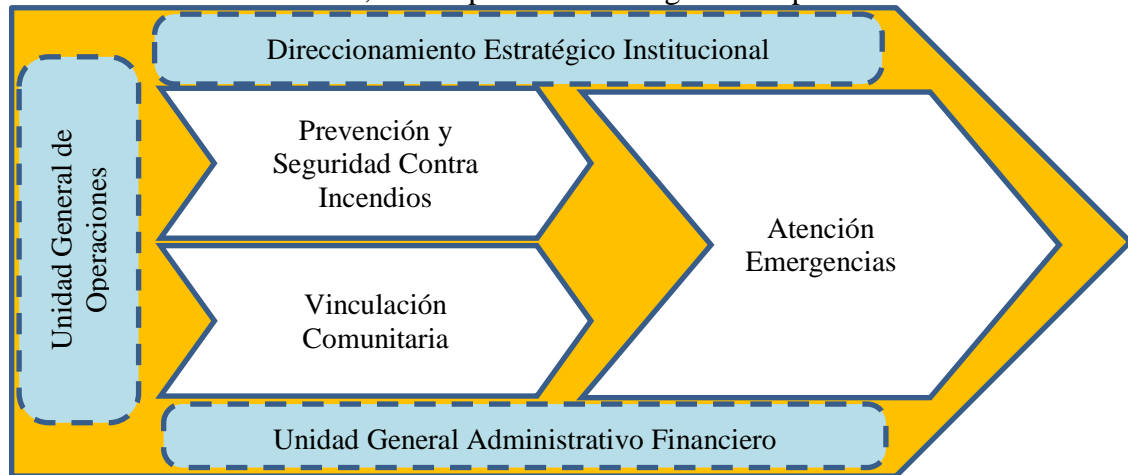 Direccionamiento Estratégico Institucional
Unidad General de
Operaciones
Prevención y
Seguridad Contra
Incendios
Atención
Emergencias
Vinculación
Comunitaria
Unidad General Administrativo Financiero